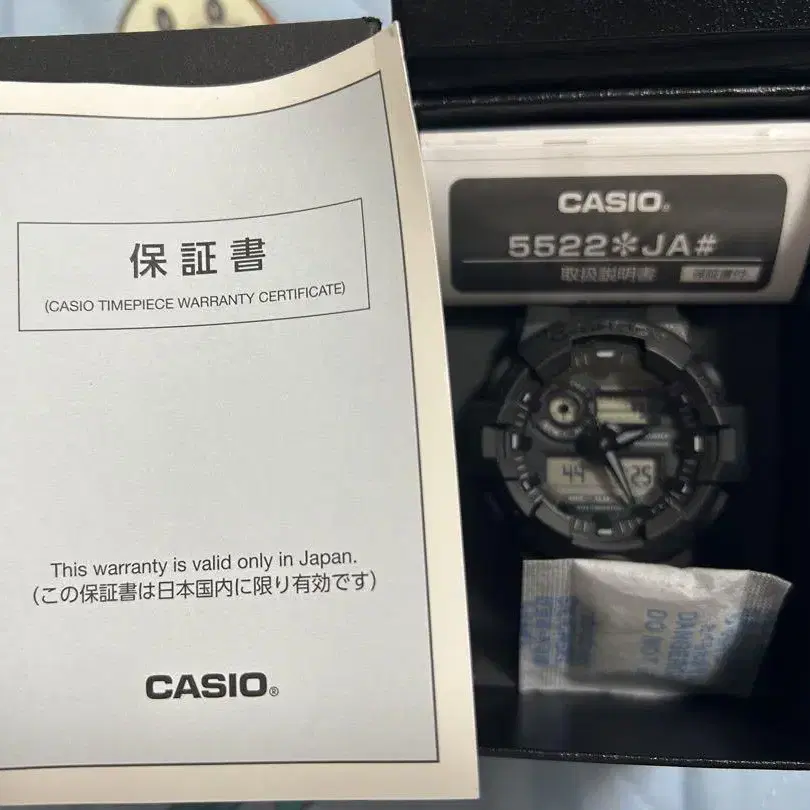 保証書
(CASIO TIMEPIECE WARRANTY CERTIFICATE)
This warranty is valid only in Japan.
(この保証書は日本国内に限り有効です)
CASIO®
CASIO®
5522✻JA#
取扱説明書 保証書付
44 25
DO NOT